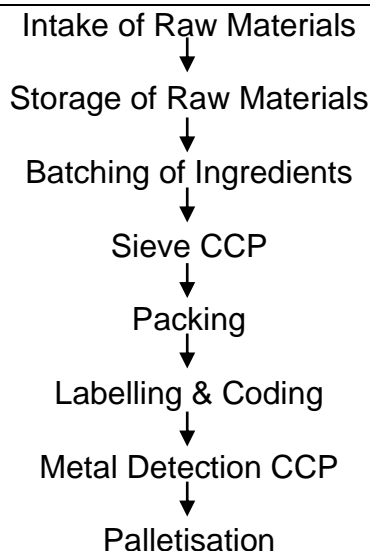 Intake of Raw Materials
Storage of Raw Materials
Batching of Ingredients
Sieve CCP
Packing
Labelling & Coding
Metal Detection CCP
Palletisation